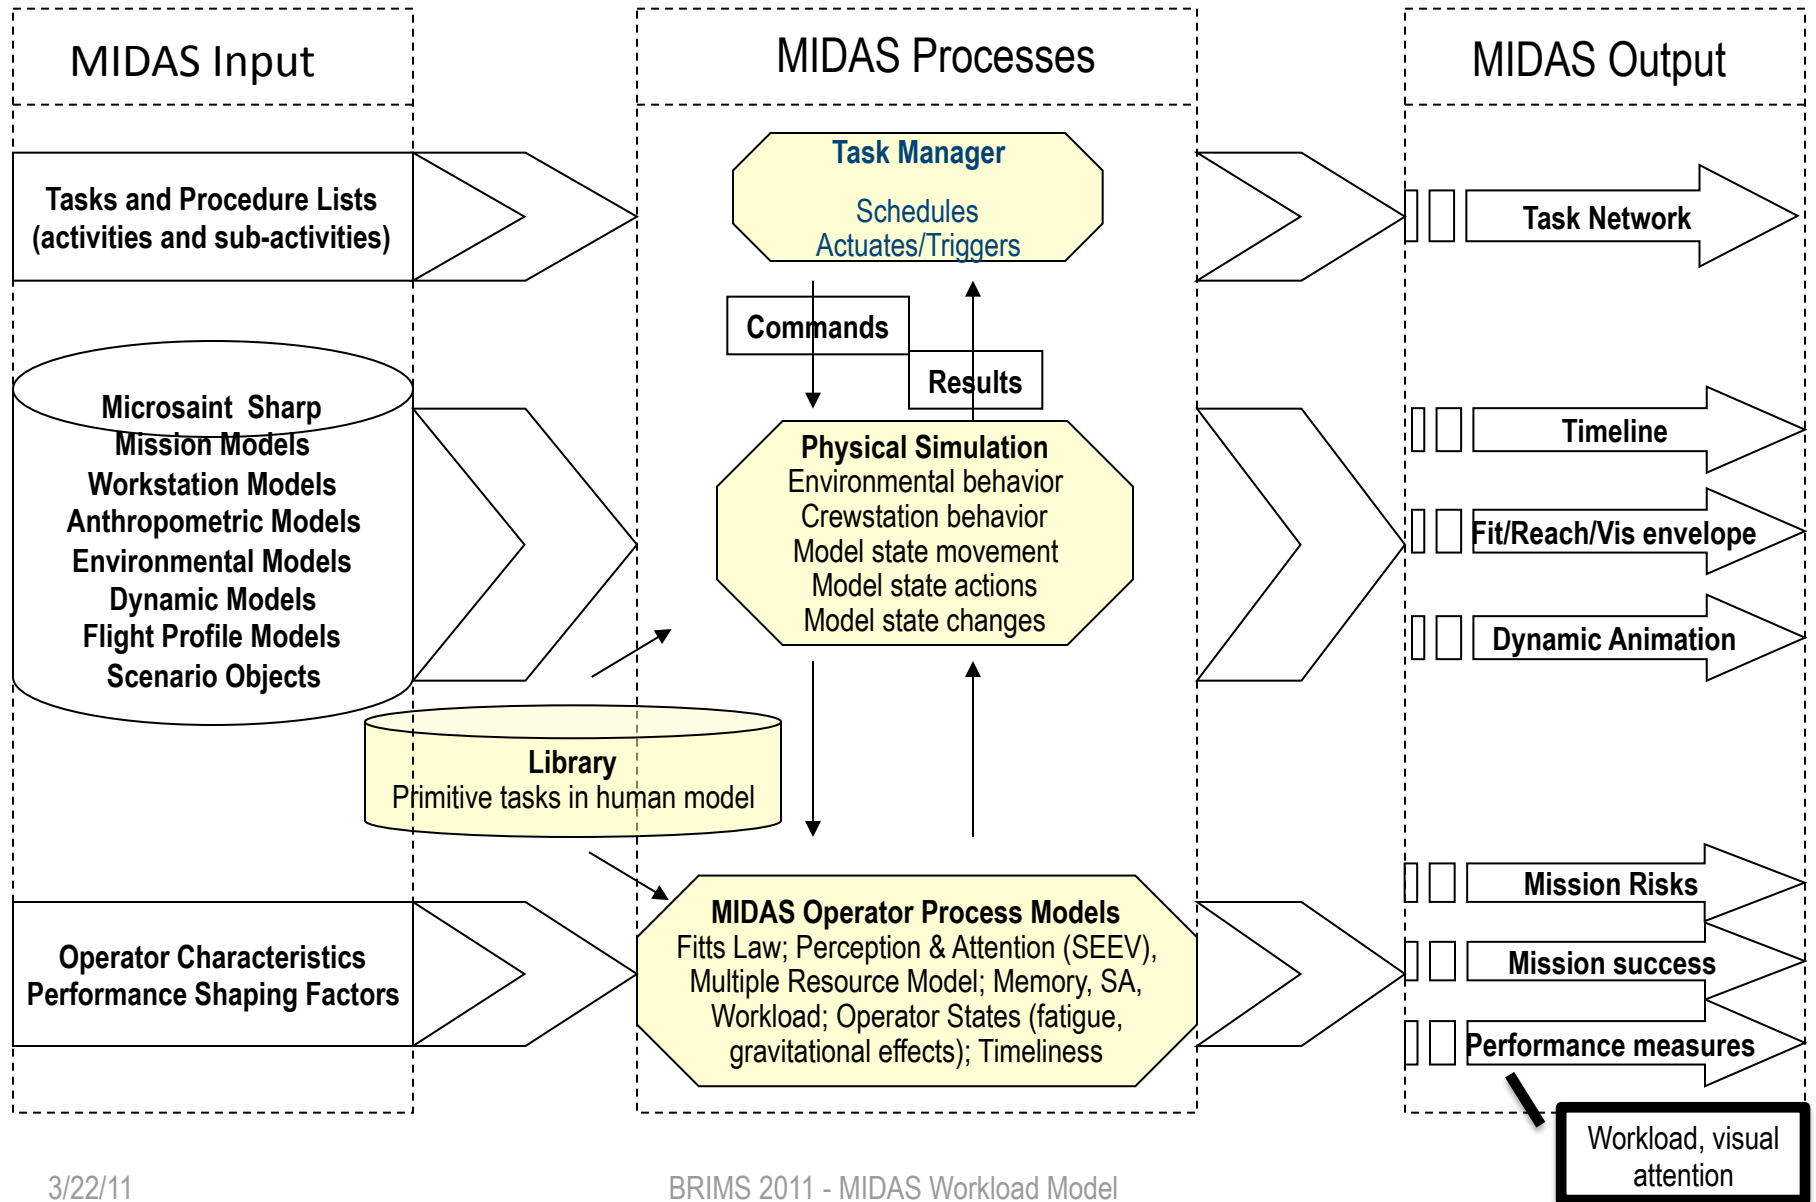 MIDAS Input
MIDAS Processes
MIDAS Output
Tasks and Procedure Lists
(activities and sub-activities)
Task Manager
Schedules
Actuates/Triggers
Task Network
Commands
Results
Microsaint Sharp
Mission Models
Workstation Models
Anthropometric Models
Environmental Models
Dynamic Models
Flight Profile Models
Scenario Objects
Physical Simulation
Environmental behavior
Crewstation behavior
Model state movement
Model state actions
Model state changes
Timeline
Fit/Reach/Vis envelope
Dynamic Animation
Library
Primitive tasks in human model
Operator Characteristics
Performance Shaping Factors
MIDAS Operator Process Models
Fitts Law; Perception & Attention (SEEV),
Multiple Resource Model; Memory, SA,
Workload; Operator States (fatigue,
gravitational effects); Timeliness
Mission Risks
Mission success
Performance measures
Workload, visual
attention
3/22/11
BRIMS 2011 - MIDAS Workload Model